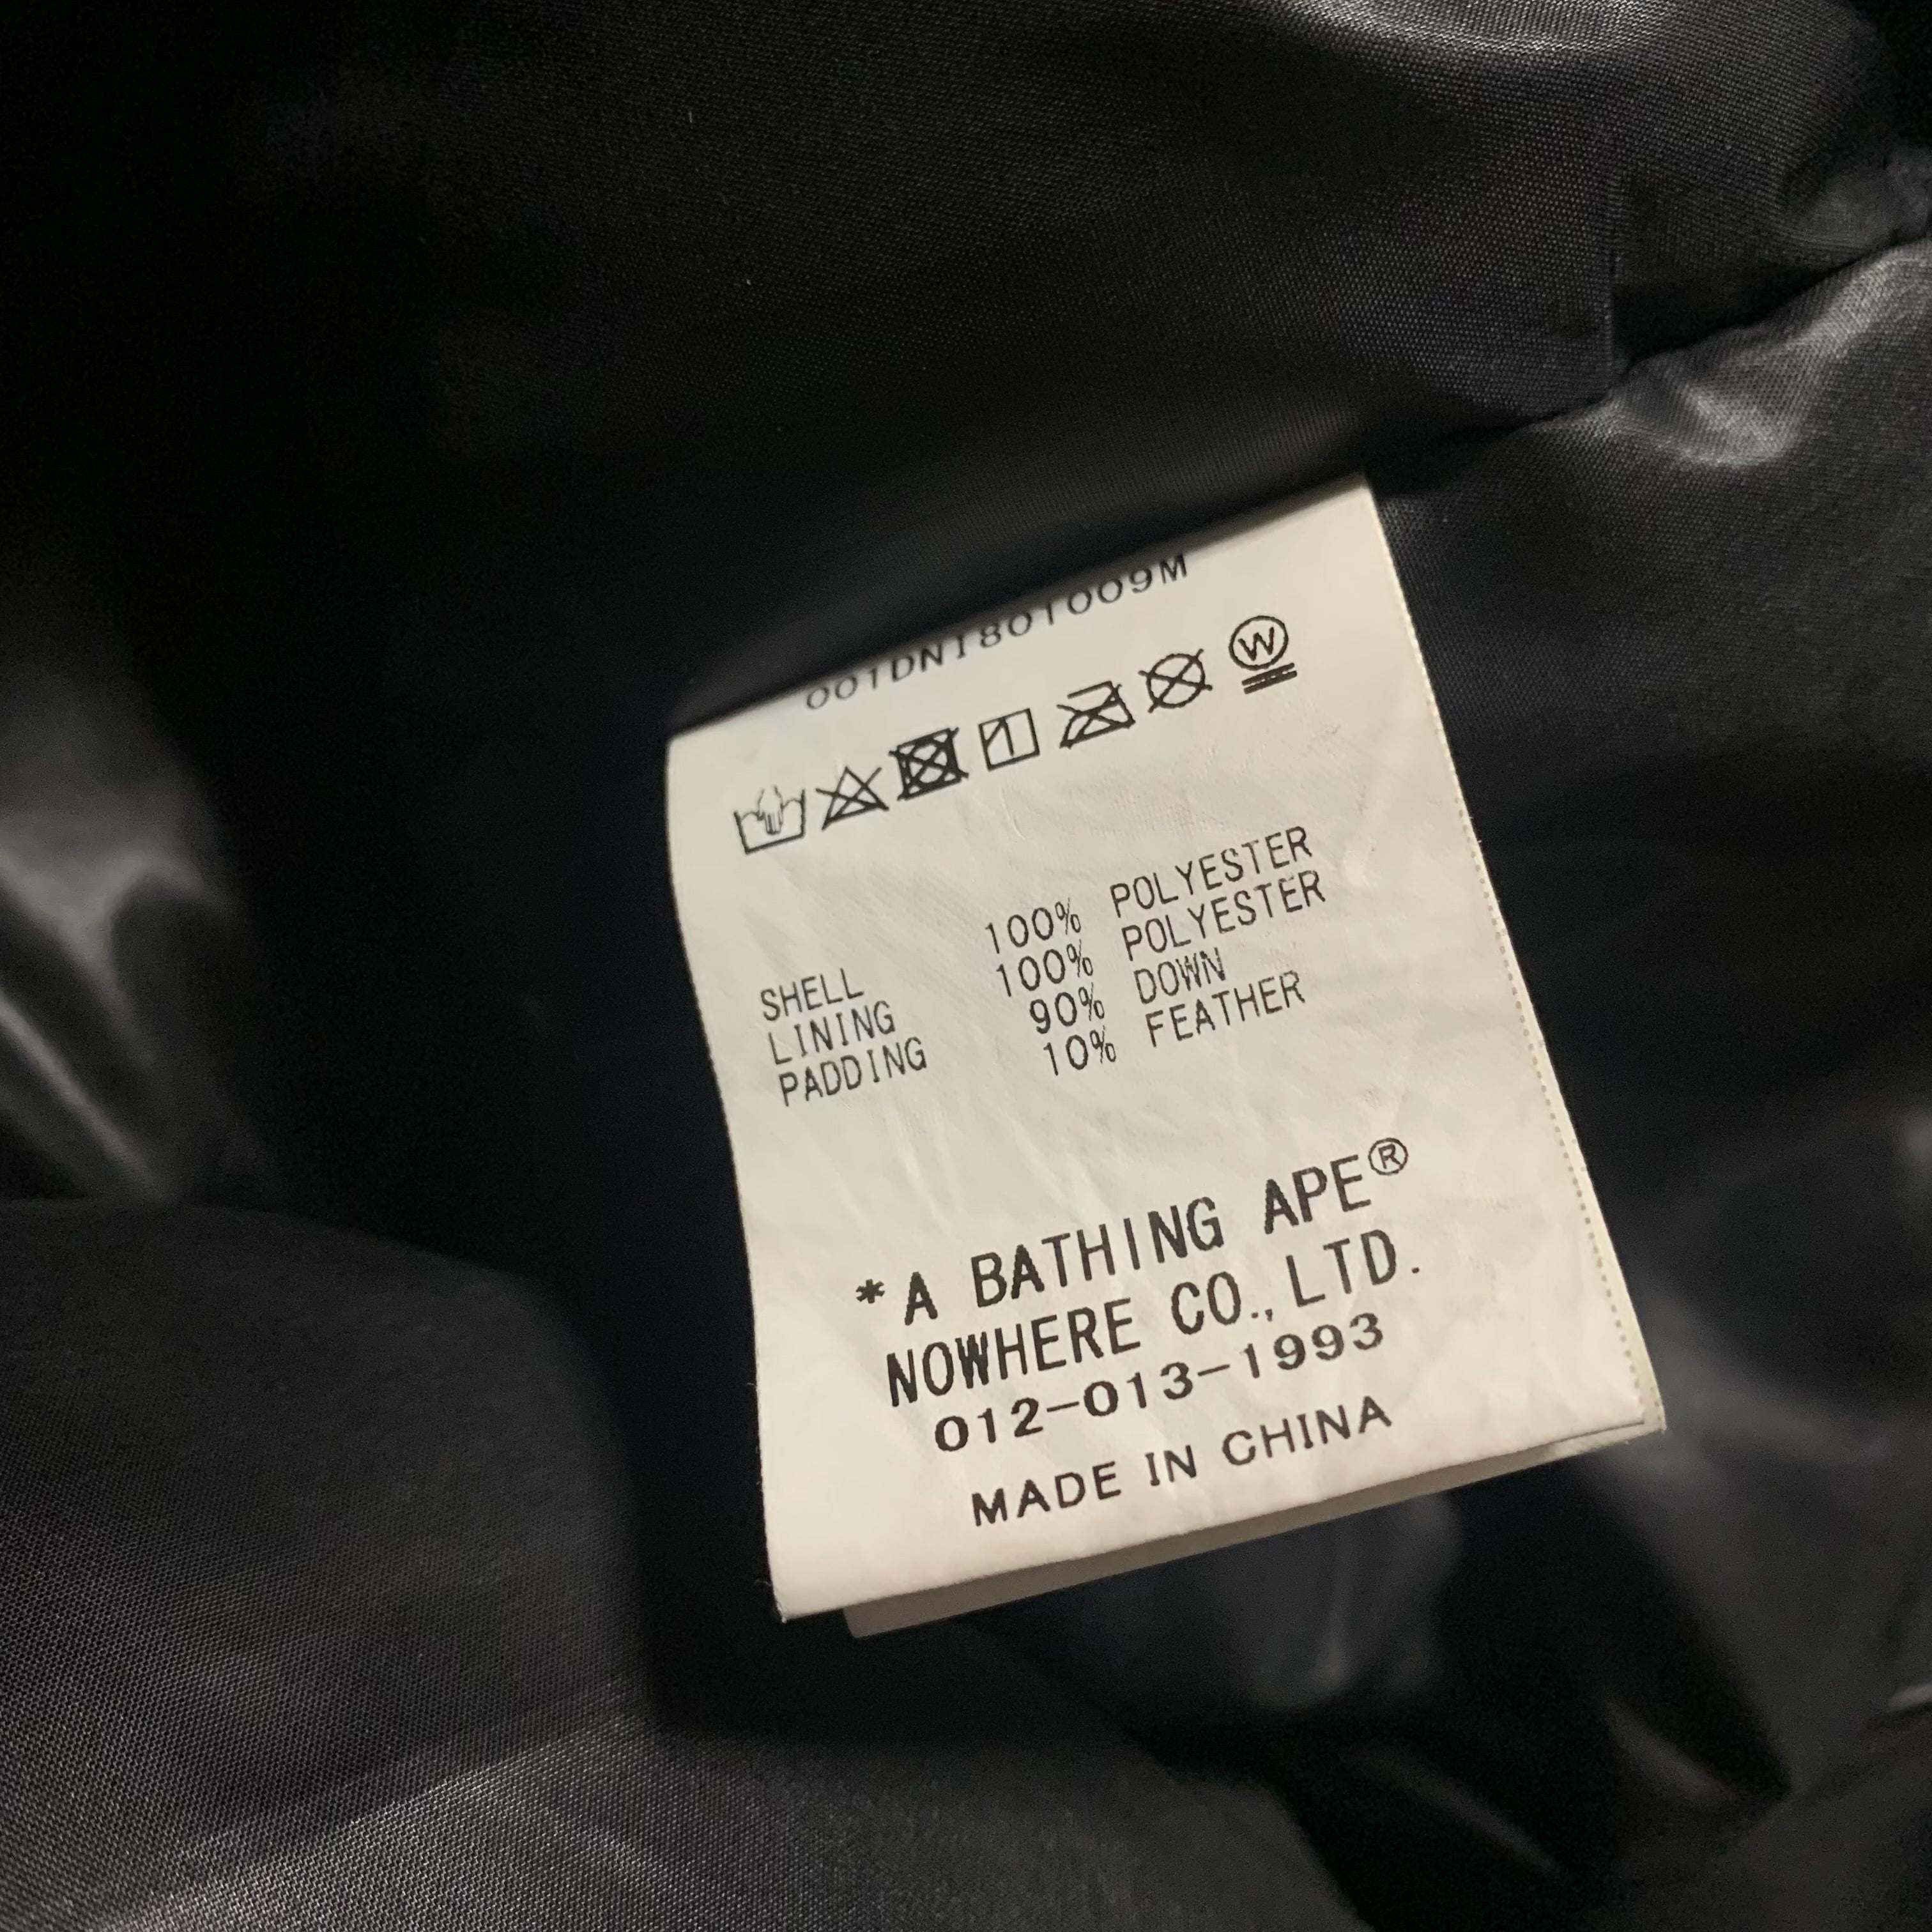 001DNI801009M
W
SHELL 100% POLYESTER
LINING 100% POLYESTER
PADDING 90% DOWN
10% FEATHER
*A BATHING APE®
NOWHERE CO.,LTD.
012-013-1993
MADE IN CHINA